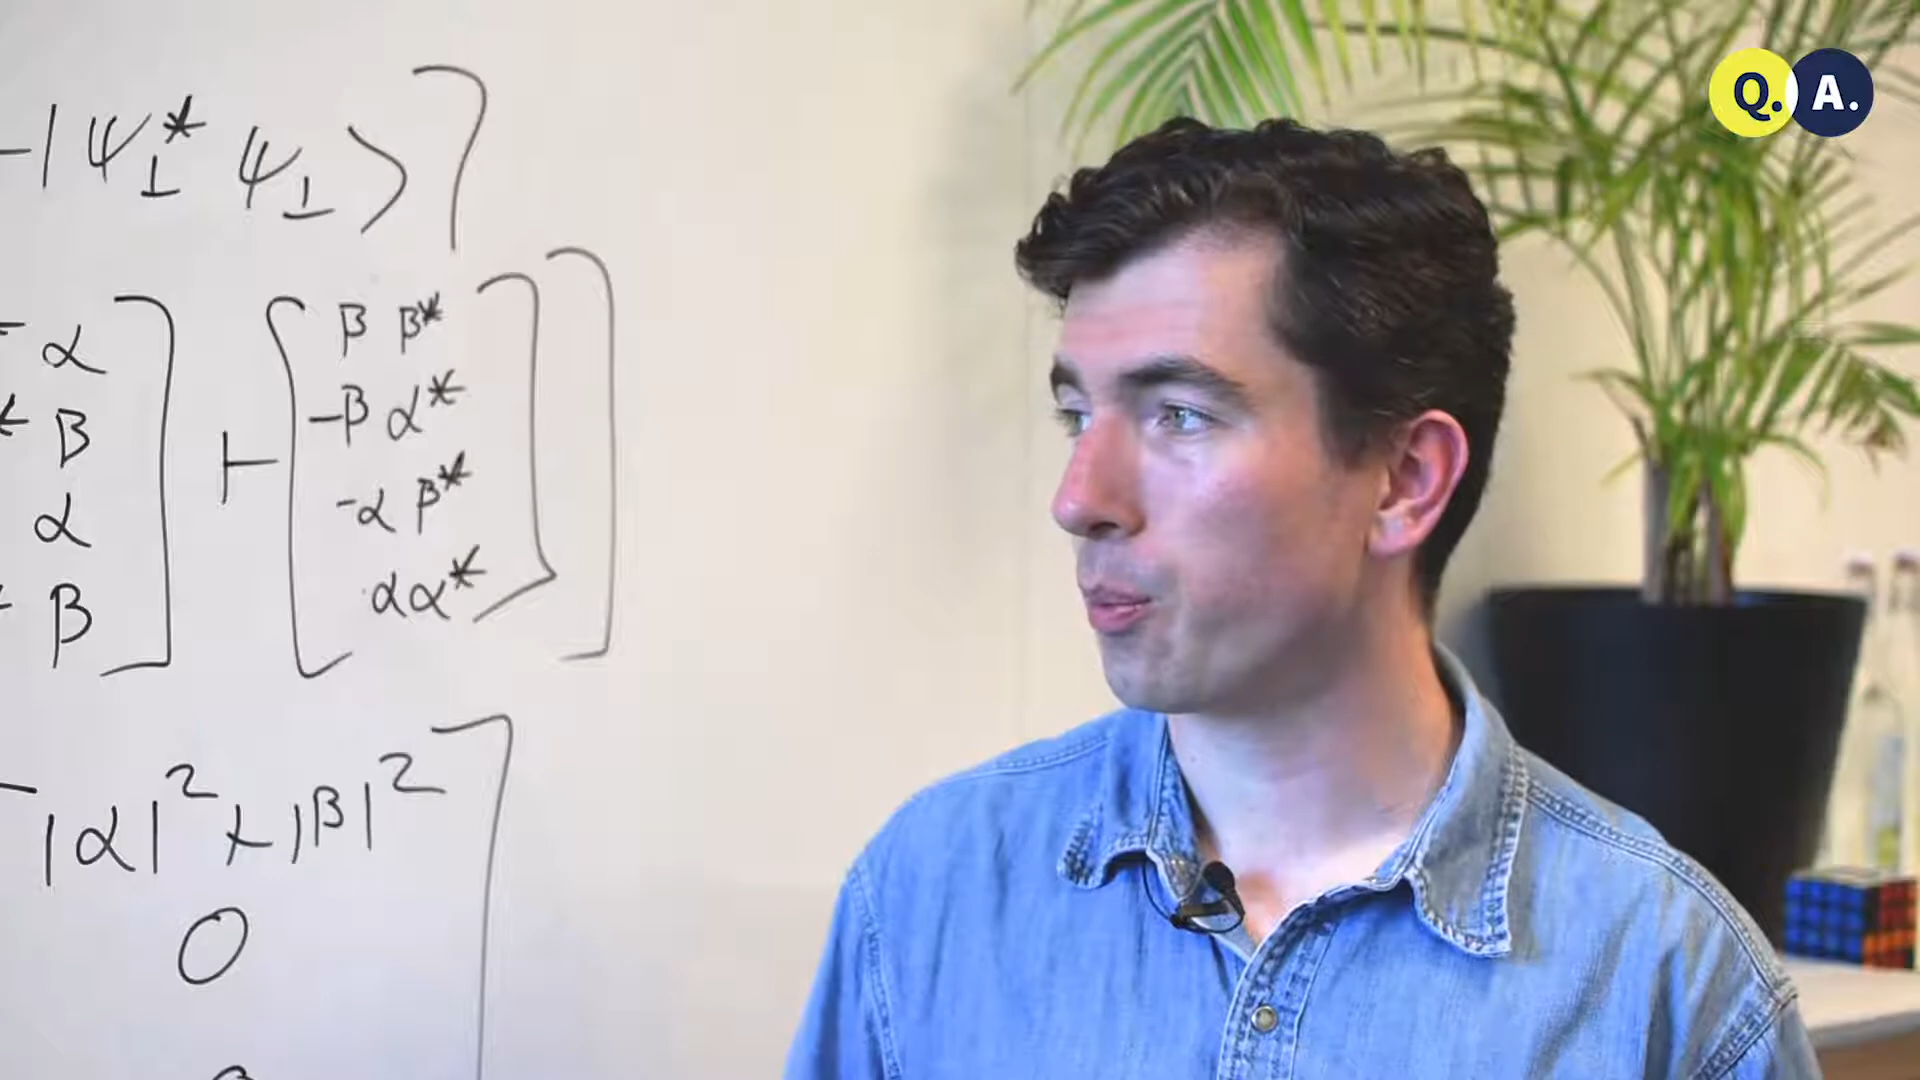 Q. A.
|Ψ⊥* Ψ⊥⟩ ]
α ] + [ β β* ] ]
β -β α*
α -α β*
β α α*
|α|² + |β|² ]
0